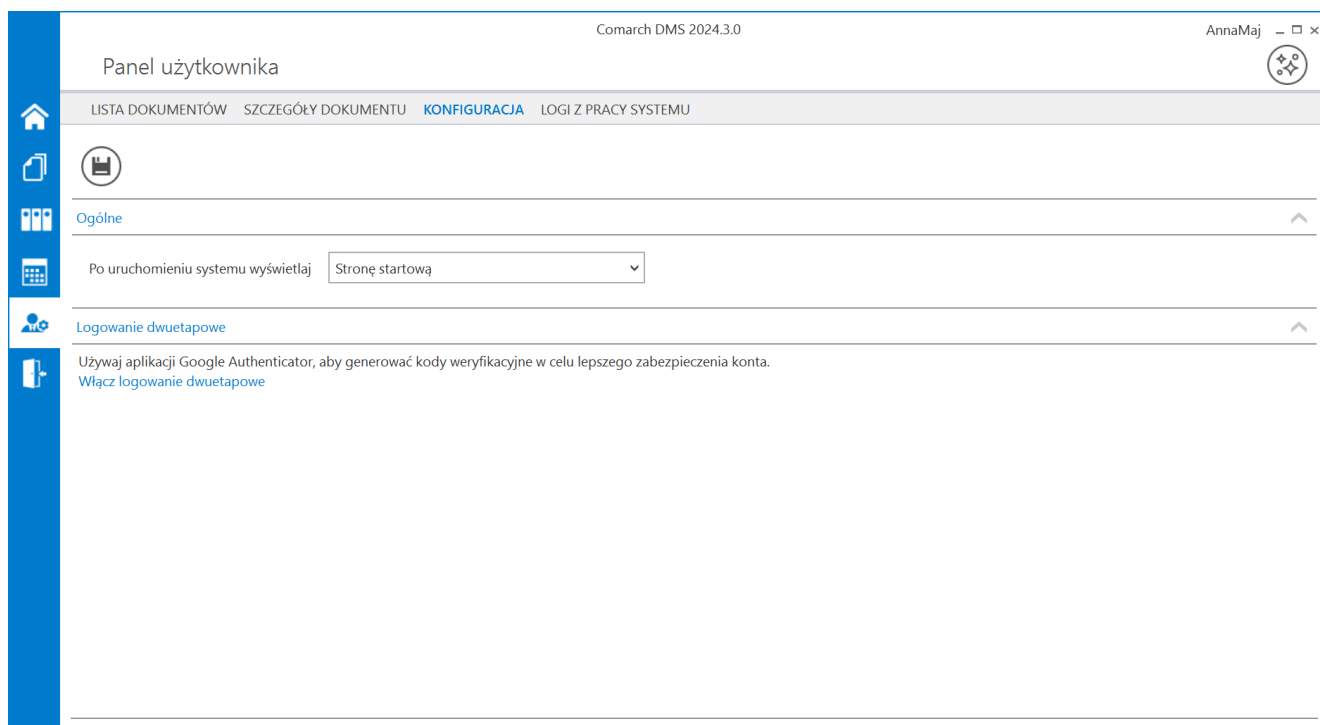 Comarch DMS 2024.3.0
AnnaMaj
Panel użytkownika
LISTA DOKUMENTÓW SZCZEGÓŁY DOKUMENTU KONFIGURACJA LOGI Z PRACY SYSTEMU
Ogólne
Po uruchomieniu systemu wyświetlaj Stronę startową
Logowanie dwuetapowe
Używaj aplikacji Google Authenticator, aby generować kody weryfikacyjne w celu lepszego zabezpieczenia konta.
Włącz logowanie dwuetapowe